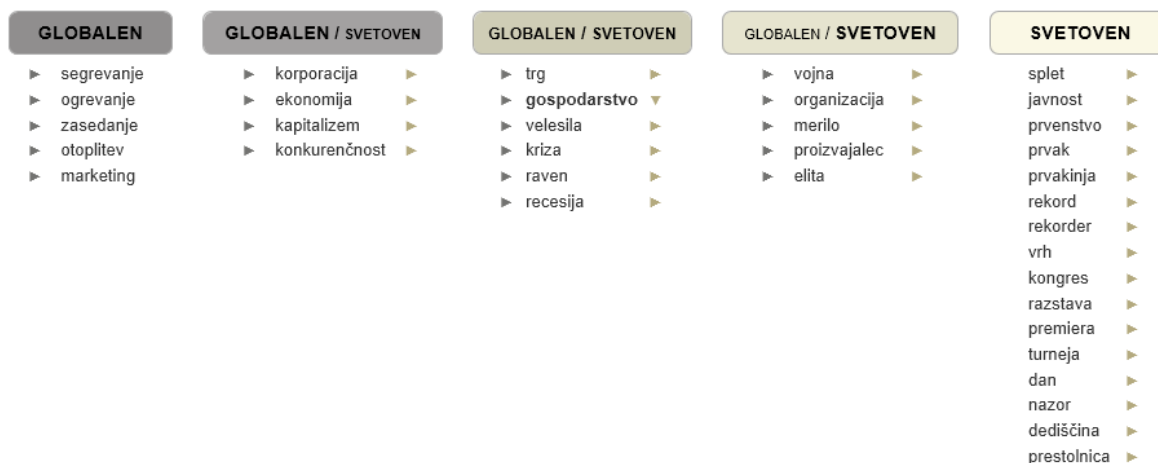 GLOBALEN
segrevanje
ogrevanje
zasedanje
otoplitev
marketing
GLOBALEN / SVETOVEN
korporacija
ekonomija
kapitalizem
konkurenčnost
GLOBALEN / SVETOVEN
trg
gospodarstvo
velesila
kriza
raven
recesija
GLOBALEN / SVETOVEN
vojna
organizacija
merilo
proizvajalec
elita
SVETOVEN
splet
javnost
prvenstvo
prvak
prvakinja
rekord
rekorder
vrh
kongres
razstava
premiera
turneja
dan
nazor
dediščina
prestolnica